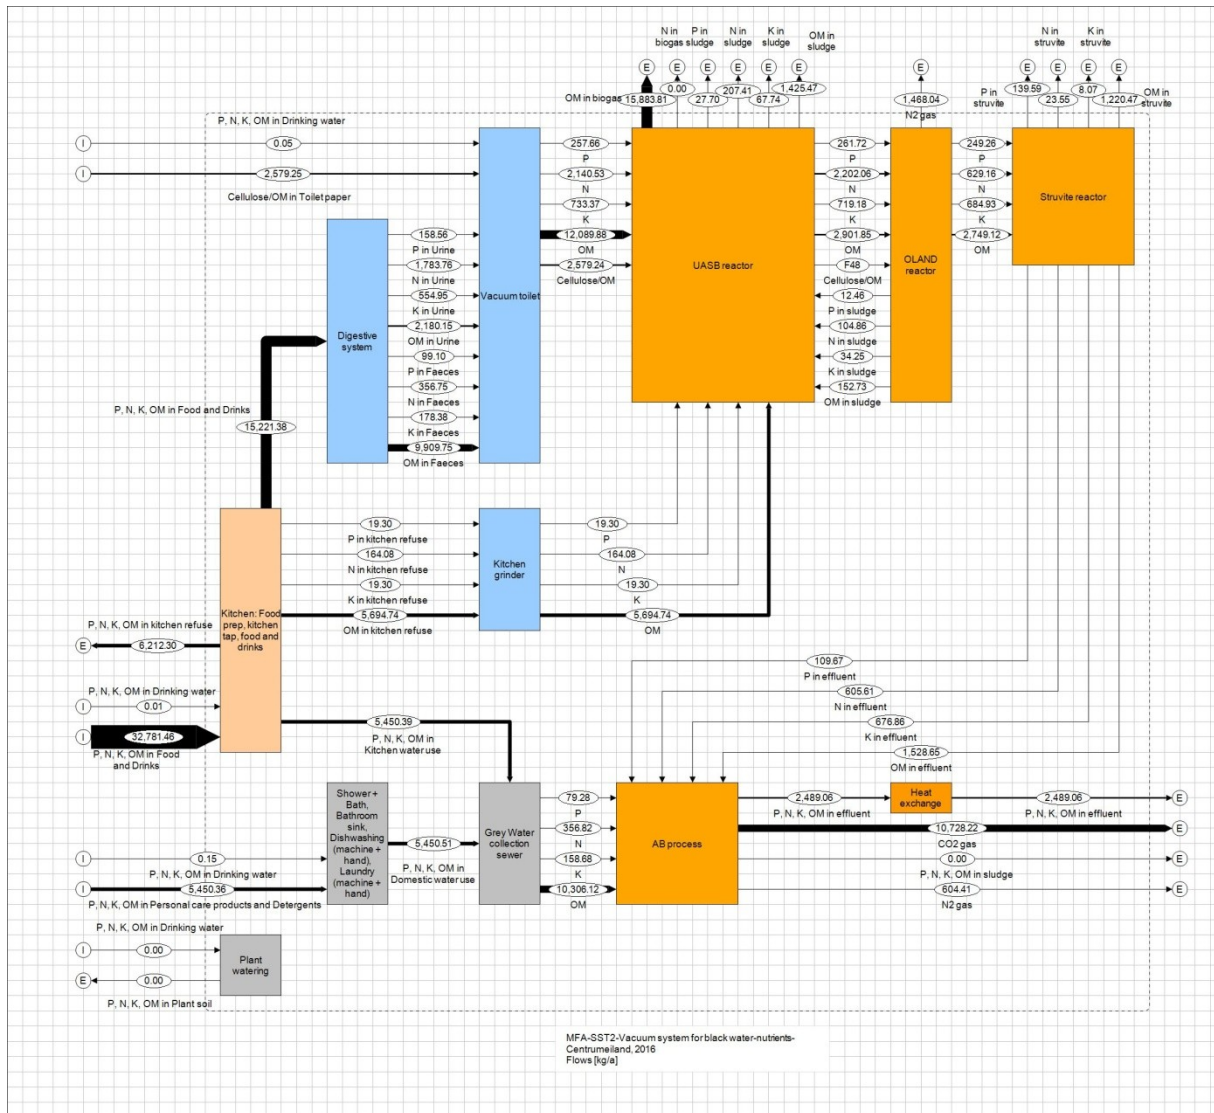 N in
biogas
P in
sludge
N in
sludge
K in
sludge
OM in
sludge
N in
struvite
K in
struvite
E
E
E
E
E
E
E
E
E
E
E
OM in biogas
15,883.81
0.00
27.70
207.41
67.74
1,425.47
1,468.04
N2 gas
P in
struvite
139.59
23.55
8.07
1,220.47
OM in
struvite
P, N, K, OM in Drinking water
I
0.05
I
2,579.25
Cellulose/OM in Toilet paper
Vacuum toilet
257.66
P
2,140.53
N
733.37
K
12,089.88
OM
2,579.24
Cellulose/OM
UASB reactor
261.72
P
2,202.06
N
719.18
K
2,901.85
OM
F48
Cellulose/OM
12.46
P in sludge
104.86
N in sludge
34.25
K in sludge
152.73
OM in sludge
OLAND
reactor
249.26
P
629.16
N
684.93
K
2,749.12
OM
Struvite reactor
Digestive
system
158.56
P in Urine
1,783.76
N in Urine
554.95
K in Urine
2,180.15
OM in Urine
99.10
P in Faeces
356.75
N in Faeces
178.38
K in Faeces
9,909.75
OM in Faeces
P, N, K, OM in Food and Drinks
15,221.38
Kitchen: Food
prep, kitchen
tap, food and
drinks
19.30
P in kitchen refuse
164.08
N in kitchen refuse
19.30
K in kitchen refuse
5,694.74
OM in kitchen refuse
Kitchen
grinder
19.30
P
164.08
N
19.30
K
5,694.74
OM
P, N, K, OM in kitchen refuse
E
6,212.30
P, N, K, OM in Drinking water
I
0.01
I
32,781.46
P, N, K, OM in Food
and Drinks
5,450.39
P, N, K, OM in
Kitchen water use
109.67
P in effluent
605.61
N in effluent
676.86
K in effluent
1,528.65
OM in effluent
Shower +
Bath,
Bathroom
sink,
Dishwashing
(machine +
hand),
Laundry
(machine +
hand)
I
0.15
P, N, K, OM in Drinking water
I
5,450.36
P, N, K, OM in Personal care products and Detergents
5,450.51
P, N, K, OM in
Domestic water use
Grey Water
collection
sewer
79.28
P
356.82
N
158.68
K
10,306.12
OM
AB process
2,489.06
P, N, K, OM in effluent
Heat
exchange
2,489.06
P, N, K, OM in effluent
E
10,728.22
CO2 gas
E
0.00
P, N, K, OM in sludge
E
604.41
N2 gas
E
P, N, K, OM in Drinking water
I
0.00
Plant
watering
E
0.00
P, N, K, OM in Plant soil
MFA-SST2-Vacuum system for black water-nutrients-
Centrumeiland, 2016
Flows [kg/a]